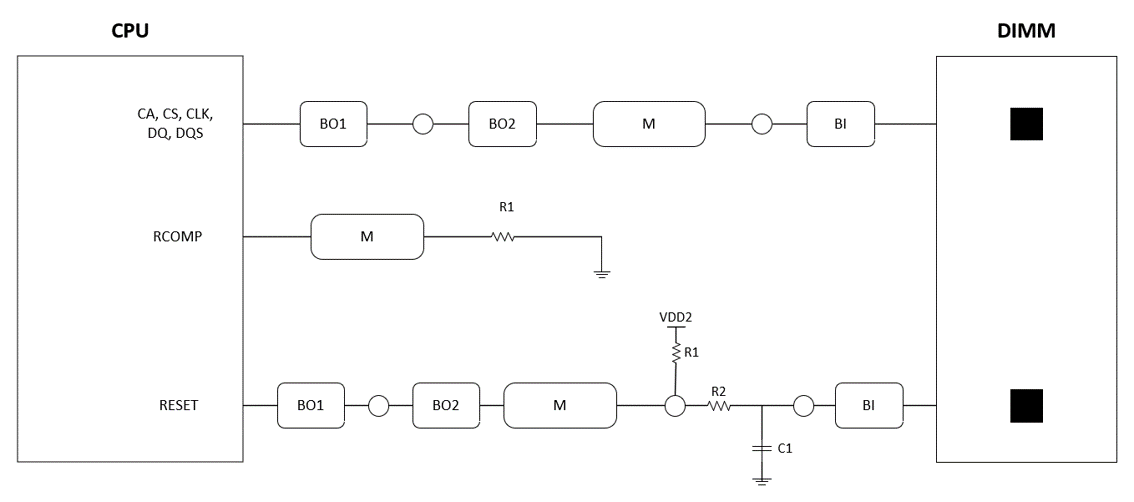 CPU
DIMM
CA, CS, CLK,
DQ, DQS
BO1
BO2
M
BI
RCOMP
M
R1
VDD2
R1
RESET
BO1
BO2
M
R2
BI
C1